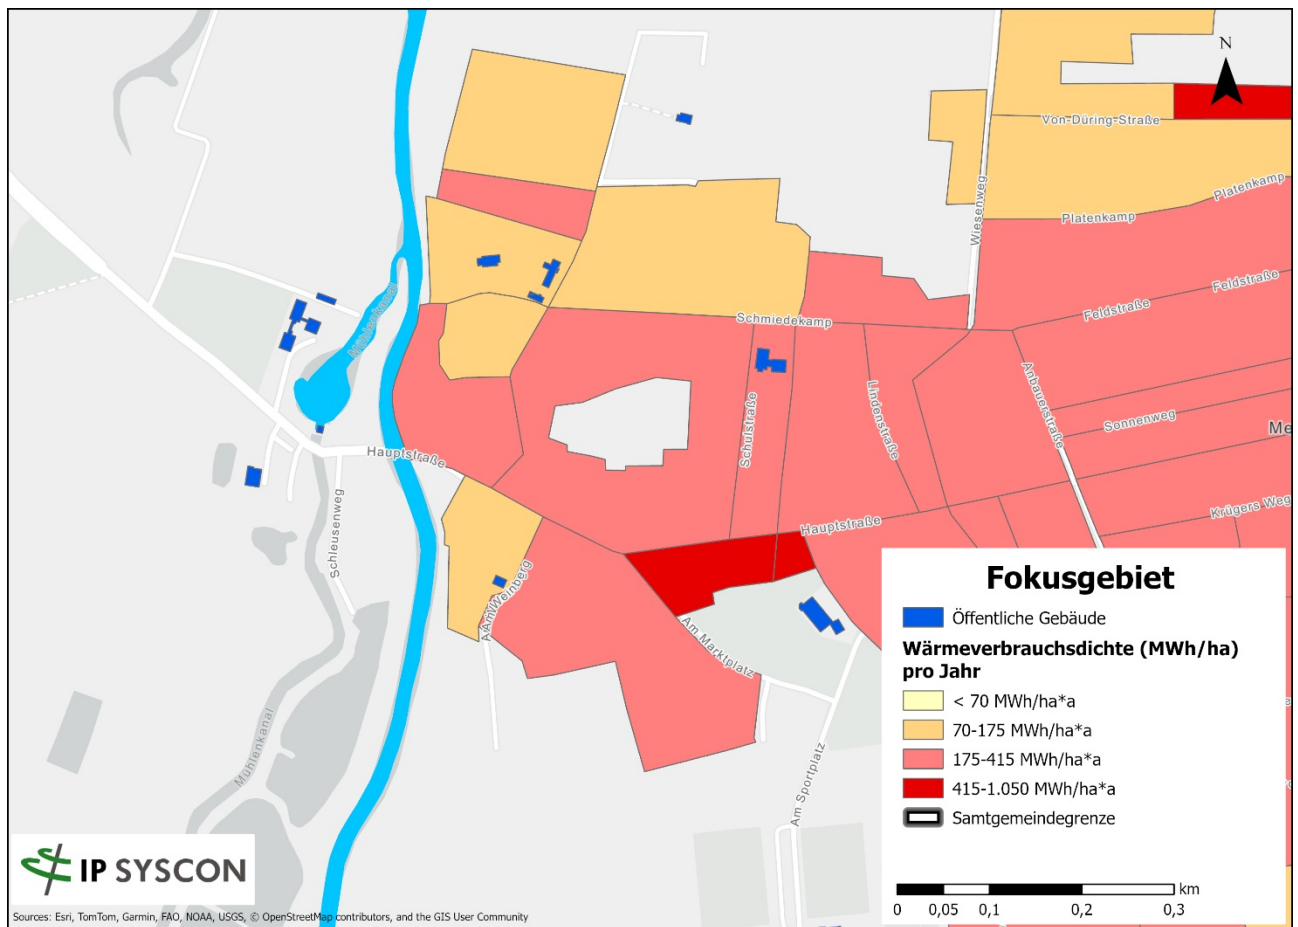 N
Von-Düring-Straße
Platenkamp
Platenkamp
Wiesenweg
Feldstraße
Feldstraße
Mühlenkanal
Schmiedekamp
Anbauerstraße
Lindenstraße
Schulstraße
Sonnenweg
Me
Hauptstraße
Hauptstraße
Krügers Weg
Schleusenweg
Am Weinberg
Am Marktplatz
Mühlenkanal
Am Sportplatz
Fokusgebiet
Öffentliche Gebäude
Wärmeverbrauchsdichte (MWh/ha)
pro Jahr
< 70 MWh/ha*a
70-175 MWh/ha*a
175-415 MWh/ha*a
415-1.050 MWh/ha*a
Samtgemeindegrenze
km
0 0,05 0,1 0,2 0,3
IP SYSCON
Sources: Esri, TomTom, Garmin, FAO, NOAA, USGS, © OpenStreetMap contributors, and the GIS User Community